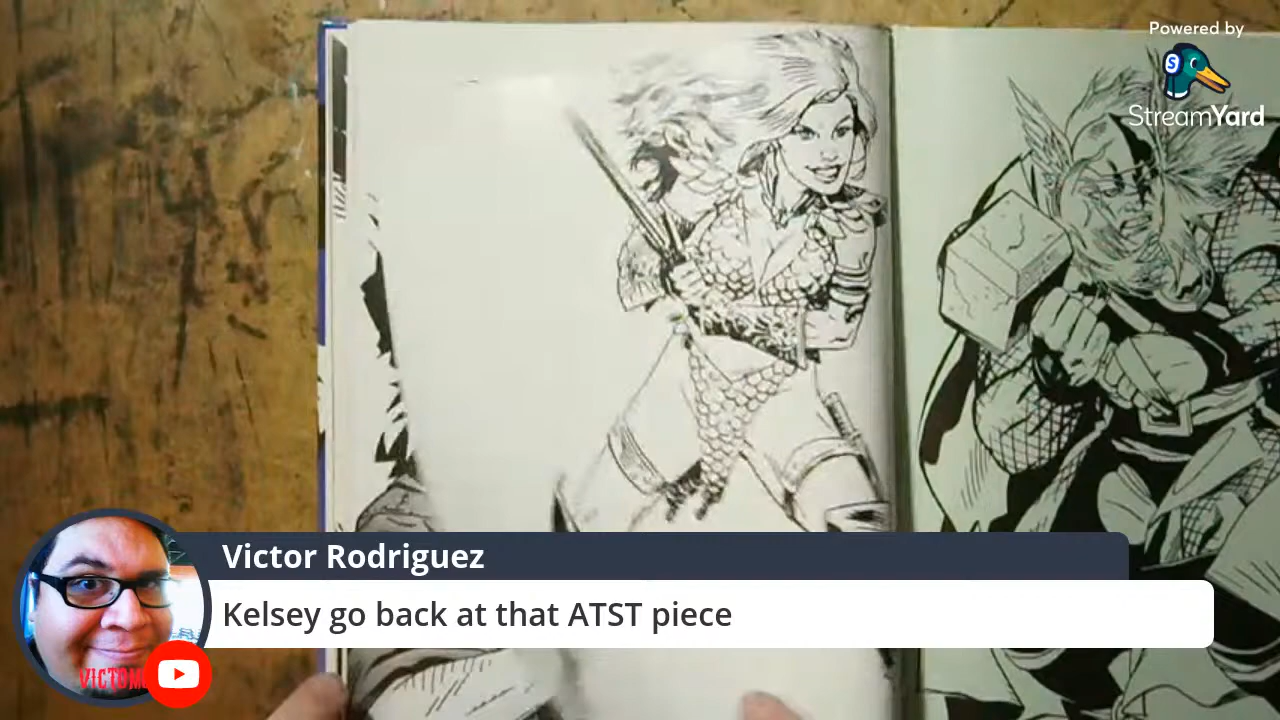 Powered by
StreamYard
Victor Rodriguez
Kelsey go back at that ATST piece